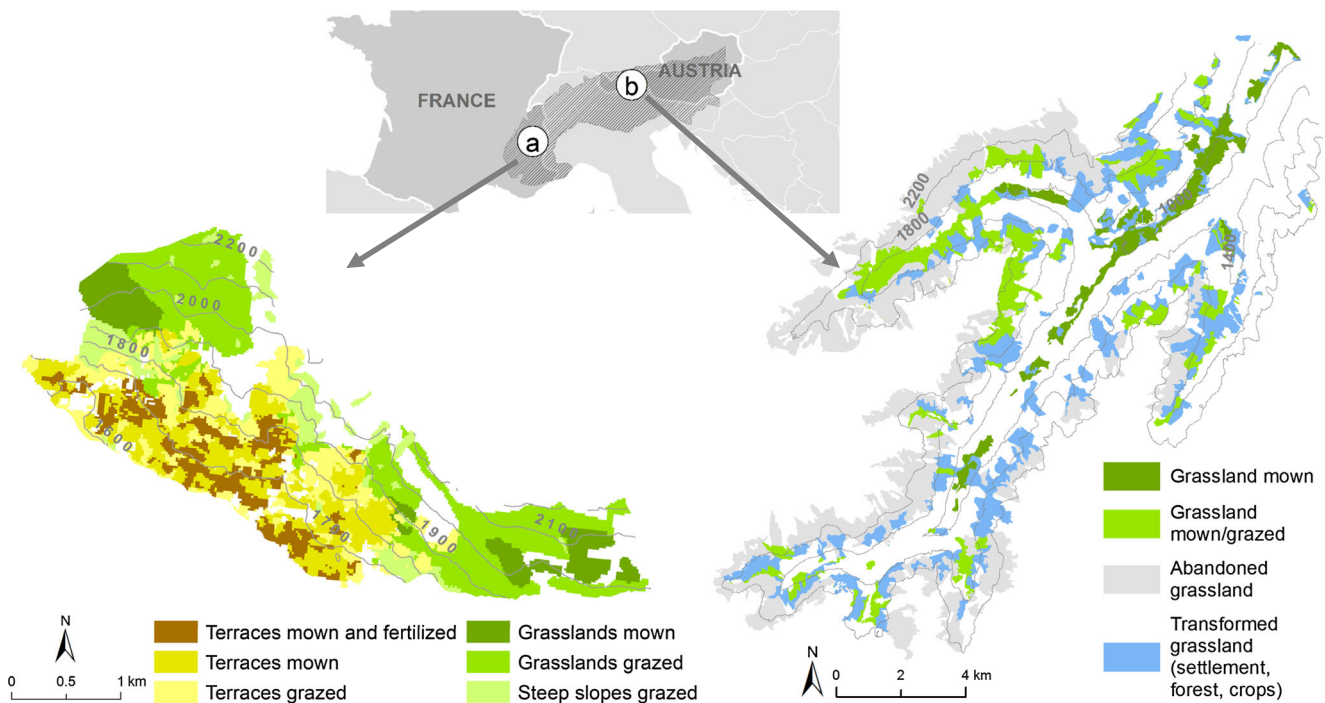 FRANCE
AUSTRIA
a
b
2200
2000
1800
1600
1700
1900
2100
2200
1800
1000
1400
N
0 0.5 1 km
Terraces mown and fertilized
Terraces mown
Terraces grazed
Grasslands mown
Grasslands grazed
Steep slopes grazed
N
0 2 4 km
Grassland mown
Grassland
mown/grazed
Abandoned
grassland
Transformed
grassland
(settlement,
forest, crops)